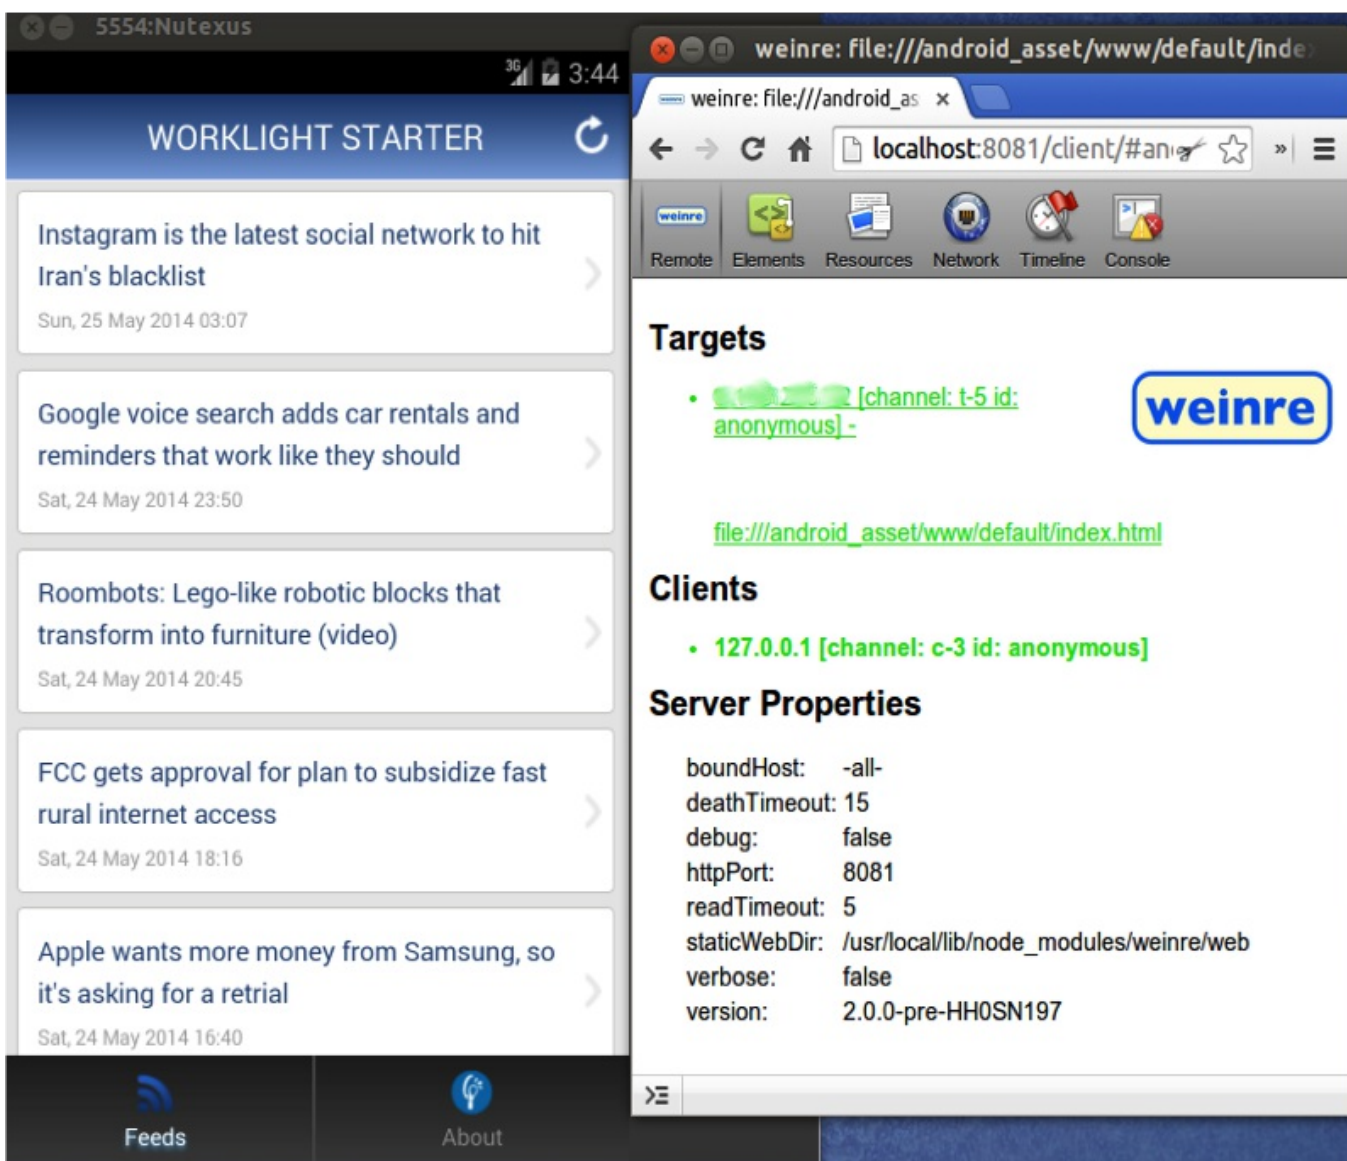 5554:Nutexus
3G
3:44
WORKLIGHT STARTER
Instagram is the latest social network to hit
Iran's blacklist
Sun, 25 May 2014 03:07
Google voice search adds car rentals and
reminders that work like they should
Sat, 24 May 2014 23:50
Roombots: Lego-like robotic blocks that
transform into furniture (video)
Sat, 24 May 2014 20:45
FCC gets approval for plan to subsidize fast
rural internet access
Sat, 24 May 2014 18:16
Apple wants more money from Samsung, so
it's asking for a retrial
Sat, 24 May 2014 16:40
Feeds
About
weinre: file:///android_asset/www/default/inde
weinre: file:///android_as
localhost:8081/client/#an
weinre
Remote Elements Resources Network Timeline Console
Targets
[channel: t-5 id:
anonymous] -
weinre
file:///android_asset/www/default/index.html
Clients
127.0.0.1 [channel: c-3 id: anonymous]
Server Properties
boundHost: -all-
deathTimeout: 15
debug: false
httpPort: 8081
readTimeout: 5
staticWebDir: /usr/local/lib/node_modules/weinre/web
verbose: false
version: 2.0.0-pre-HH0SN197